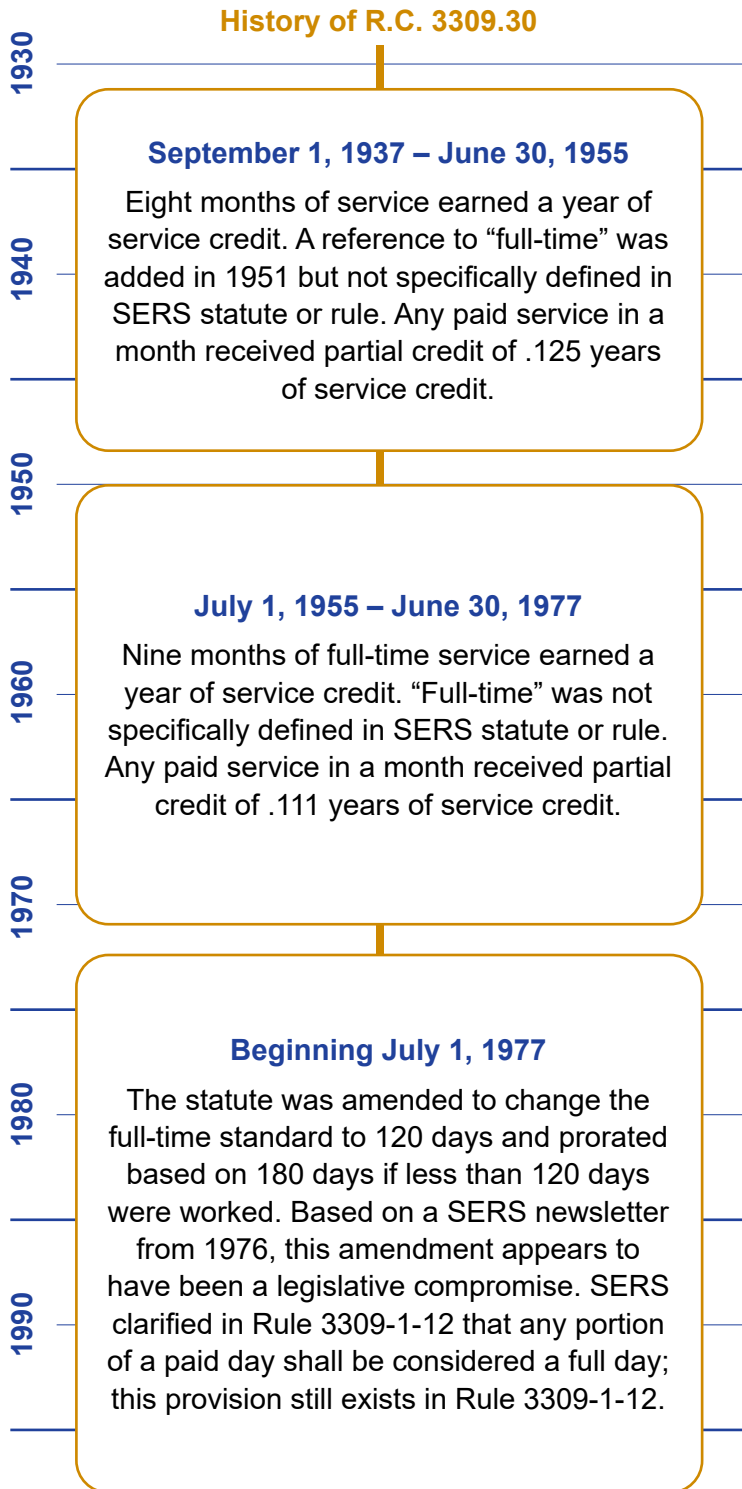 History of R.C. 3309.30
1930
September 1, 1937 – June 30, 1955
Eight months of service earned a year of
service credit. A reference to “full-time” was
added in 1951 but not specifically defined in
SERS statute or rule. Any paid service in a
month received partial credit of .125 years
of service credit.
1940
1950
July 1, 1955 – June 30, 1977
Nine months of full-time service earned a
year of service credit. “Full-time” was not
specifically defined in SERS statute or rule.
Any paid service in a month received partial
credit of .111 years of service credit.
1960
1970
Beginning July 1, 1977
The statute was amended to change the
full-time standard to 120 days and prorated
based on 180 days if less than 120 days
were worked. Based on a SERS newsletter
from 1976, this amendment appears to
have been a legislative compromise. SERS
clarified in Rule 3309-1-12 that any portion
of a paid day shall be considered a full day;
this provision still exists in Rule 3309-1-12.
1980
1990